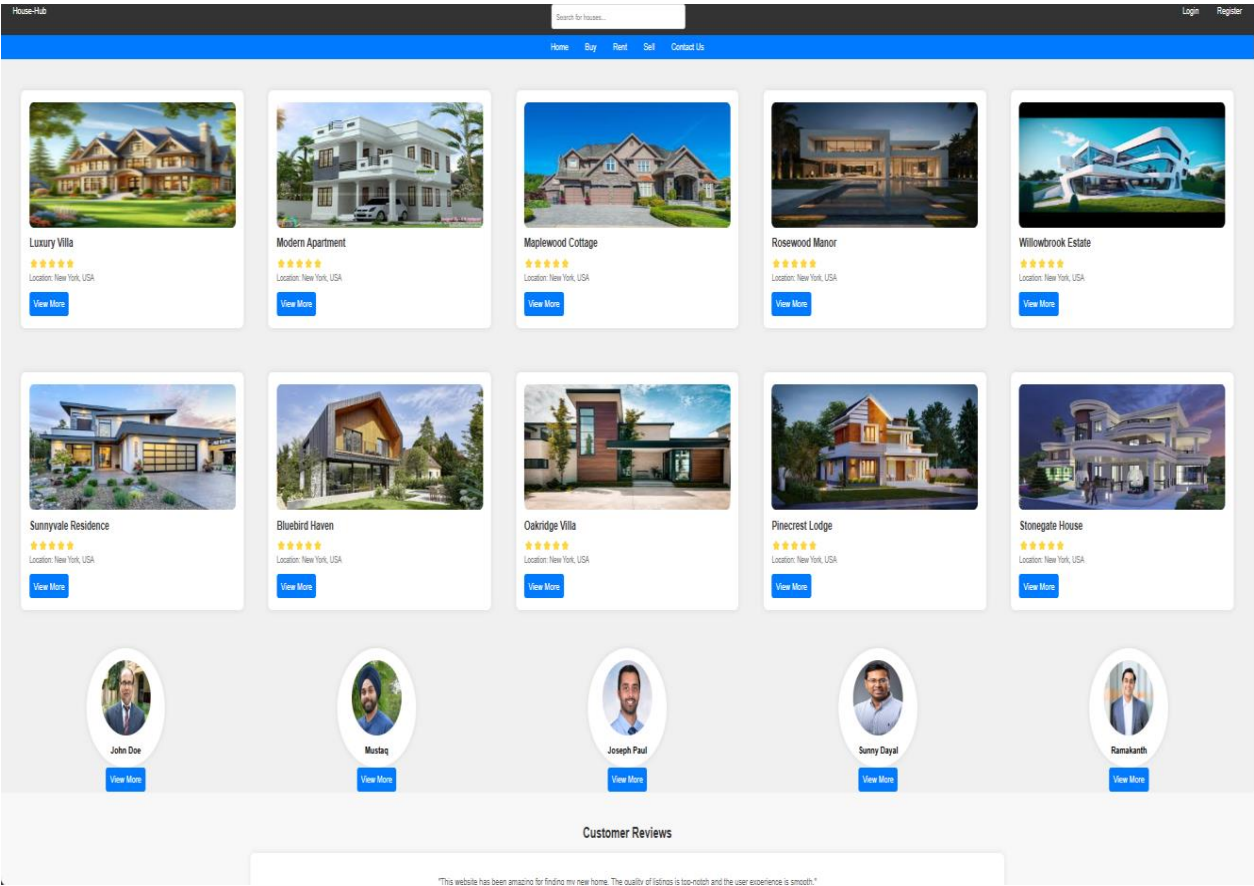 House-Hub
Search for houses...
Login Register
Home Buy Rent Sell Contact Us
Luxury Villa
Location: New York, USA
View More
Modern Apartment
Location: New York, USA
View More
Maplewood Cottage
Location: New York, USA
View More
Rosewood Manor
Location: New York, USA
View More
Willowbrook Estate
Location: New York, USA
View More
Sunnyvale Residence
Location: New York, USA
View More
Bluebird Haven
Location: New York, USA
View More
Oakridge Villa
Location: New York, USA
View More
Pinecrest Lodge
Location: New York, USA
View More
Stonegate House
Location: New York, USA
View More
John Doe
View More
Mustaq
View More
Joseph Paul
View More
Sunny Dayal
View More
Ramakanth
View More
Customer Reviews
"This website has been amazing for finding my new home. The quality of listings is top-notch and the user experience is smooth."